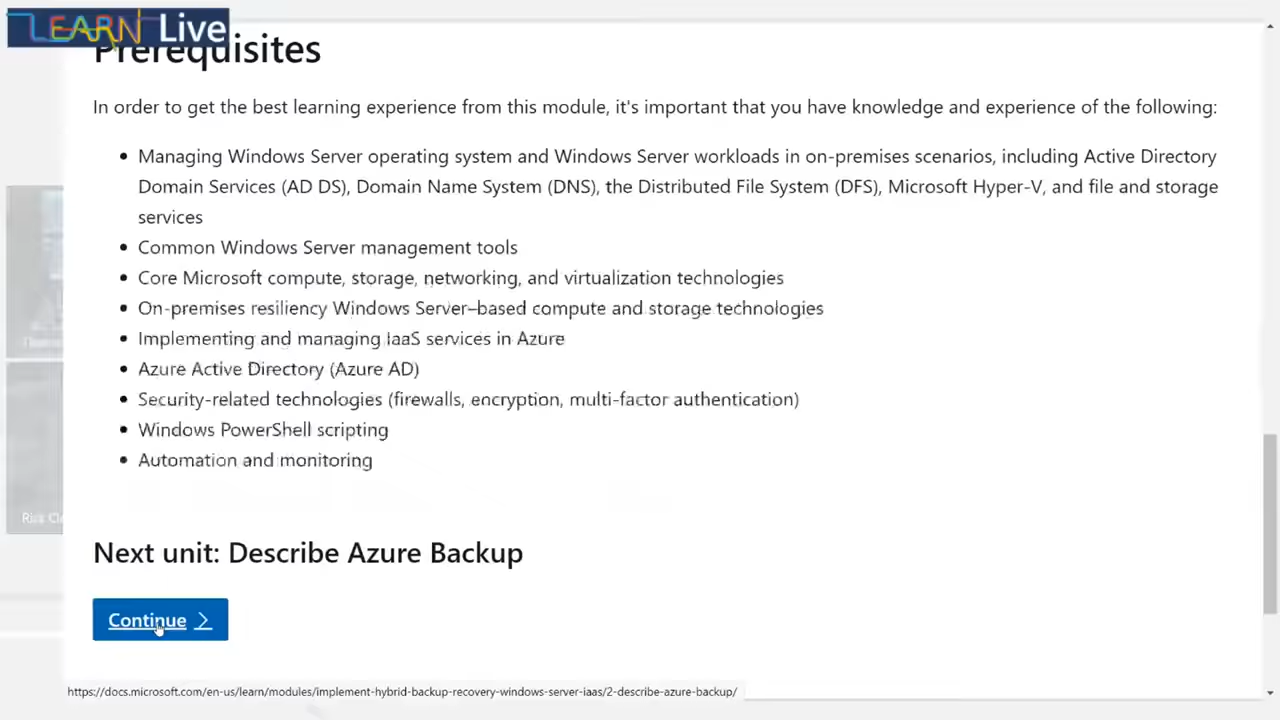 LEARN Live
Prerequisites
In order to get the best learning experience from this module, it's important that you have knowledge and experience of the following:
• Managing Windows Server operating system and Windows Server workloads in on-premises scenarios, including Active Directory
Domain Services (AD DS), Domain Name System (DNS), the Distributed File System (DFS), Microsoft Hyper-V, and file and storage
services
• Common Windows Server management tools
• Core Microsoft compute, storage, networking, and virtualization technologies
• On-premises resiliency Windows Server–based compute and storage technologies
• Implementing and managing IaaS services in Azure
• Azure Active Directory (Azure AD)
• Security-related technologies (firewalls, encryption, multi-factor authentication)
• Windows PowerShell scripting
• Automation and monitoring
Next unit: Describe Azure Backup
Continue
https://docs.microsoft.com/en-us/learn/modules/implement-hybrid-backup-recovery-windows-server-iaas/2-describe-azure-backup/